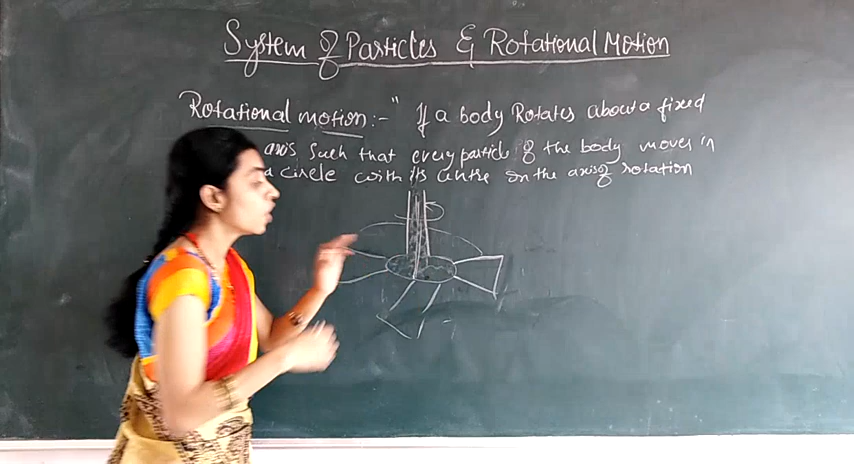 System of Particles & Rotational Motion
Rotational motion:- " If a body Rotates about a fixed
axis such that every particle of the body moves in
a circle with its centre on the axis of rotation